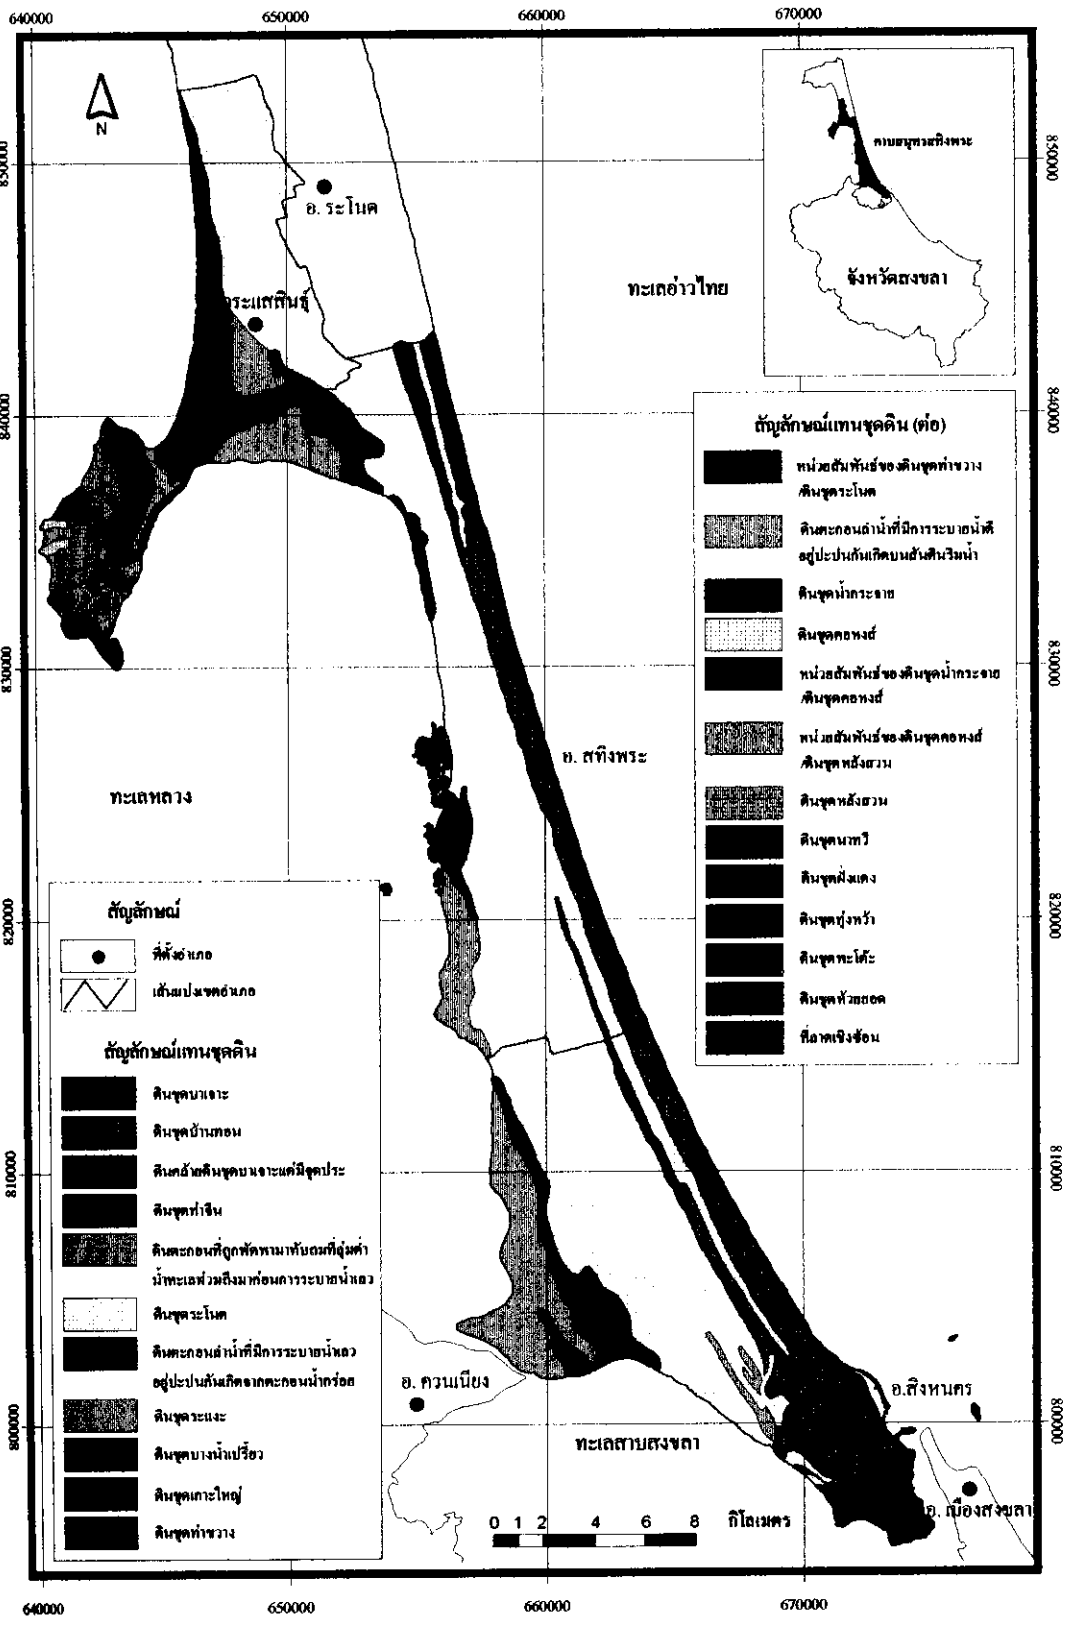 640000
650000
660000
670000
850000
840000
830000
820000
810000
800000
850000
840000
830000
820000
810000
800000
N
อ. ระโนด
กระแสสินธุ์
ทะเลอ่าวไทย
คาบสมุทรสทิงพระ
จังหวัดสงขลา
อ. สทิงพระ
ทะเลหลวง
อ. ควนเนียง
ทะเลสาบสงขลา
อ.สิงหนคร
อ. เมืองสงขลา
สัญลักษณ์แทนชุดดิน (ต่อ)
หน่วยสัมพันธ์ของดินชุดท่าขวาง
/ดินชุดระโนด
ดินตะกอนลำน้ำที่มีการระบายน้ำดี
อยู่ปะปนกันเกิดบนสันดินริมน้ำ
ดินชุดน้ำกระจาย
ดินชุดคอหงส์
หน่วยสัมพันธ์ของดินชุดน้ำกระจาย
/ดินชุดคอหงส์
หน่วยสัมพันธ์ของดินชุดคอหงส์
/ดินชุดหลังสวน
ดินชุดหลังสวน
ดินชุดนาทวี
ดินชุดฝั่งแดง
ดินชุดทุ่งหว้า
ดินชุดพะโต๊ะ
ดินชุดห้วยยอด
ที่ลาดเชิงซ้อน
สัญลักษณ์
ที่ตั้งอำเภอ
เส้นแบ่งเขตอำเภอ
สัญลักษณ์แทนชุดดิน
ดินชุดบาเจาะ
ดินชุดบ้านทอน
ดินคล้ายดินชุดบาเจาะแต่มีจุดประ
ดินชุดท่าจีน
ดินตะกอนที่ถูกพัดพามาทับถมที่ลุ่มต่ำ
น้ำทะเลท่วมถึงมาก่อนการระบายน้ำเลว
ดินชุดระโนด
ดินตะกอนลำน้ำที่มีการระบายน้ำเลว
อยู่ปะปนกันเกิดจากตะกอนน้ำกร่อย
ดินชุดระแงะ
ดินชุดบางน้ำเปรี้ยว
ดินชุดเกาะใหญ่
ดินชุดท่าขวาง
0 1 2 4 6 8 กิโลเมตร
640000
650000
660000
670000